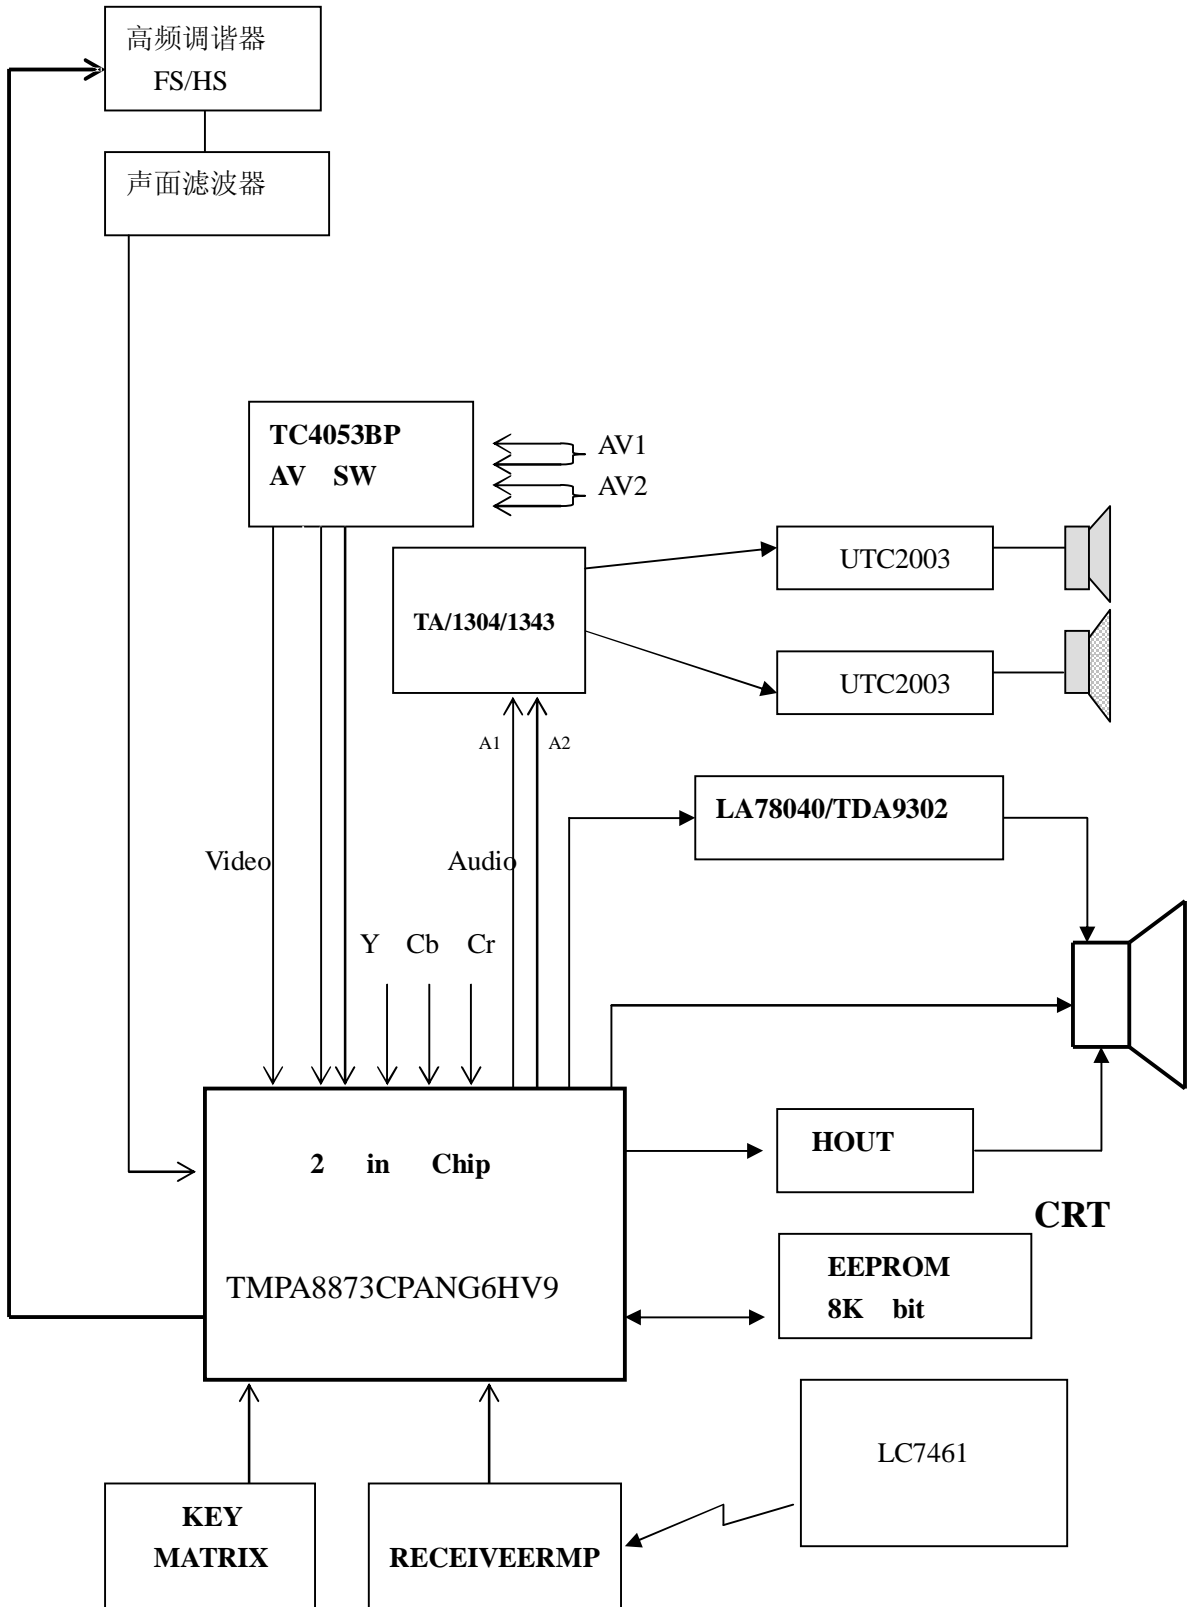 高频调谐器
FS/HS
声面滤波器
TC4053BP
AV SW
AV1
AV2
UTC2003
TA/1304/1343
UTC2003
A1 A2
LA78040/TDA9302
Video
Audio
Y Cb Cr
2 in Chip
HOUT
CRT
TMPA8873CPANG6HV9
EEPROM
8K bit
LC7461
KEY
MATRIX
RECEIVEERMP